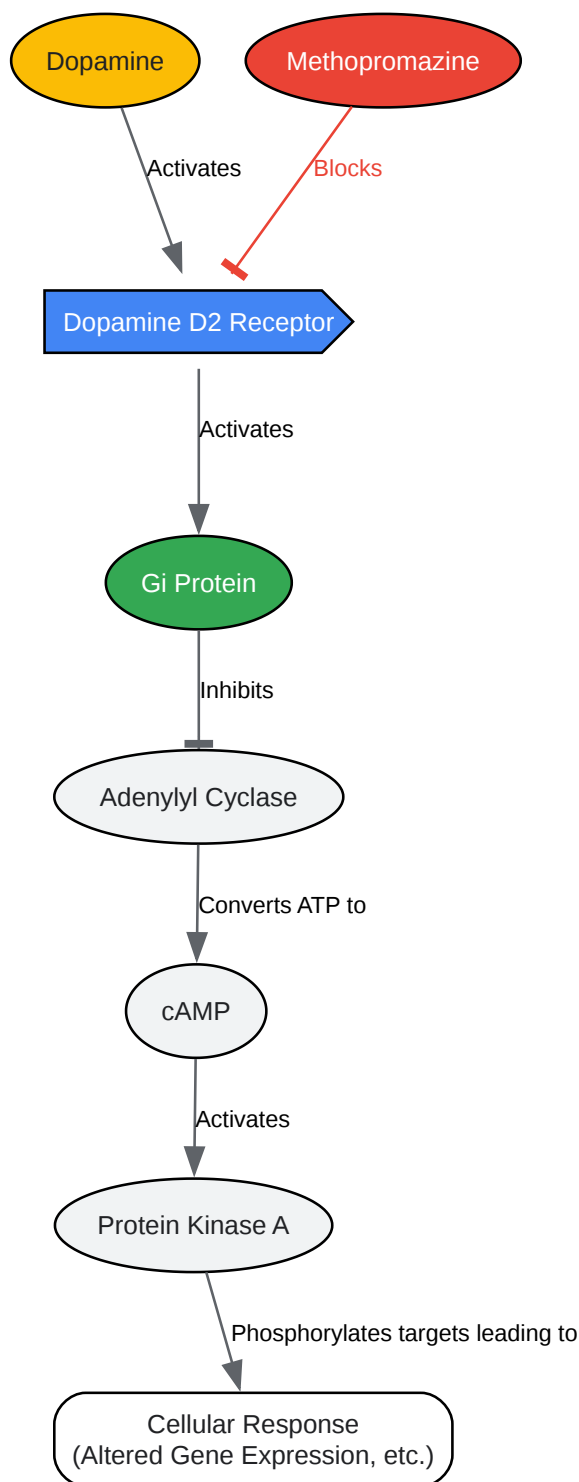 Dopamine
Methopromazine
Activates
Blocks
Dopamine D2 Receptor
Activates
Gi Protein
Inhibits
Adenylyl Cyclase
Converts ATP to
cAMP
Activates
Protein Kinase A
Phosphorylates targets leading to
Cellular Response
(Altered Gene Expression, etc.)